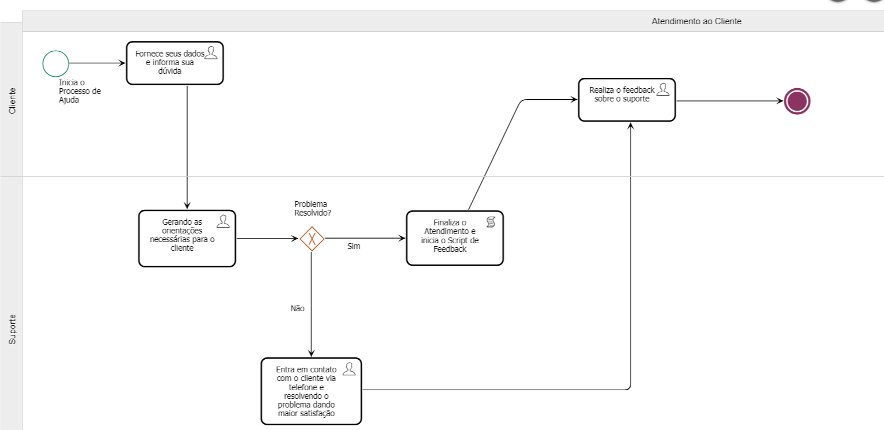 Atendimento ao Cliente
Cliente
Inicia o
Processo de
Ajuda
Fornece seus dados
e informa sua
dúvida
Realiza o feedback
sobre o suporte
Suporte
Gerando as
orientações
necessárias para o
cliente
Problema
Resolvido?
Sim
Finaliza o
Atendimento e
inicia o Script de
Feedback
Não
Entra em contato
com o cliente via
telefone e
resolvendo o
problema dando
maior satisfação